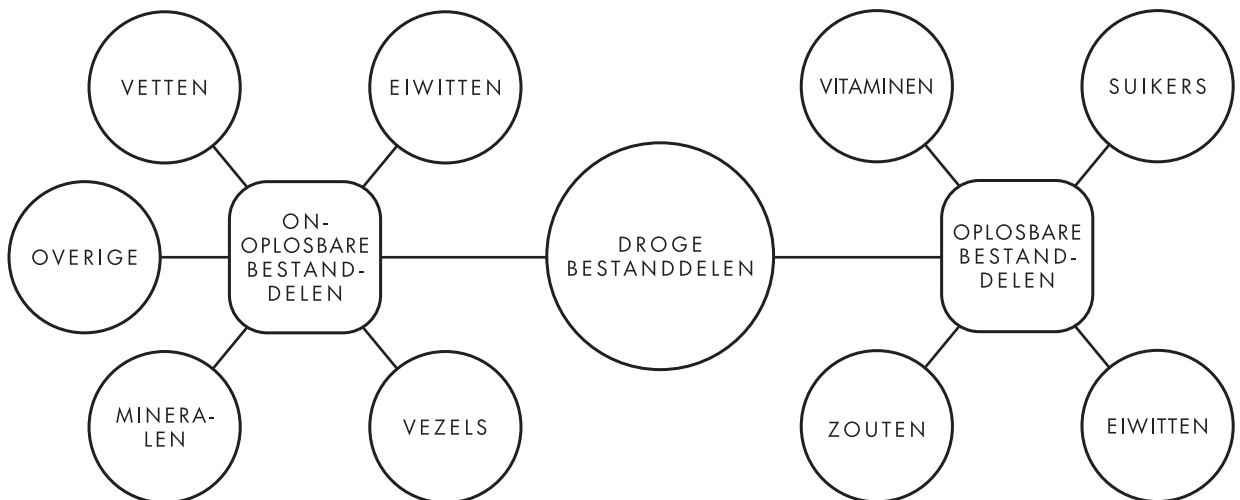 VETTEN
EIWITTEN
VITAMINEN
SUIKERS
OVERIGE
ON-
OPLOSBARE
BESTAND-
DELEN
DROGE
BESTANDDELEN
OPLOSBARE
BESTAND-
DELEN
MINERA-
LEN
VEZELS
ZOUTEN
EIWITTEN